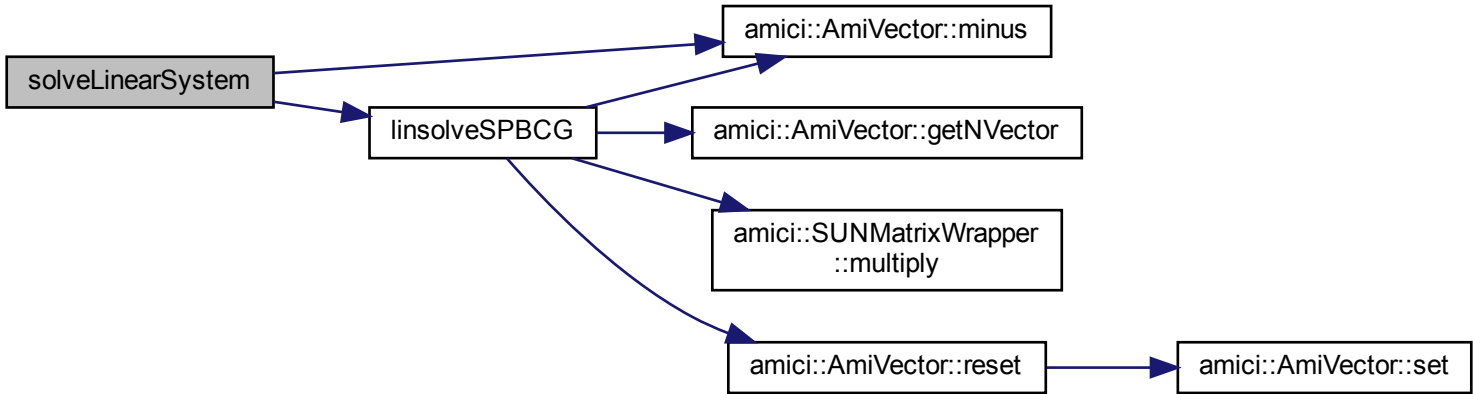 solveLinearSystem
amici::AmiVector::minus
linsolveSPBCG
amici::AmiVector::getNVector
amici::SUNMatrixWrapper
::multiply
amici::AmiVector::reset
amici::AmiVector::set